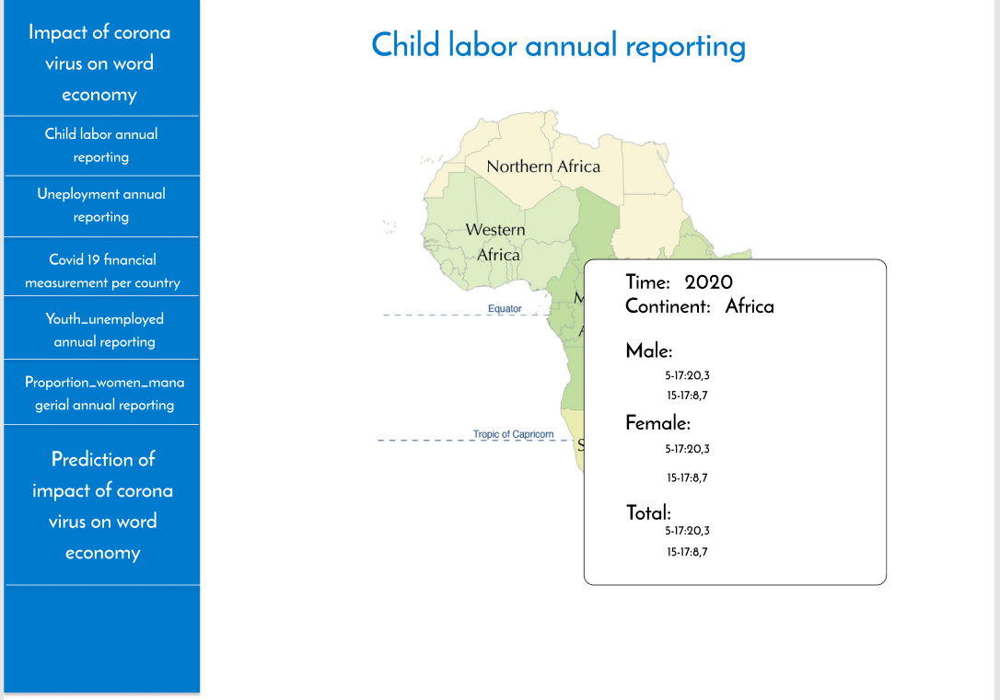 Impact of corona
virus on word
economy
Child labor annual
reporting
Uneployment annual
reporting
Covid 19 financial
measurement per country
Youth_unemployed
annual reporting
Proportion_women_mana
gerial annual reporting
Prediction of
impact of corona
virus on word
economy
Child labor annual reporting
Northern Africa
Western
Africa
M
A
Equator
Tropic of Capricorn
S
Time: 2020
Continent: Africa
Male:
5-17:20,3
15-17:8,7
Female:
5-17:20,3
15-17:8,7
Total:
5-17:20,3
15-17:8,7